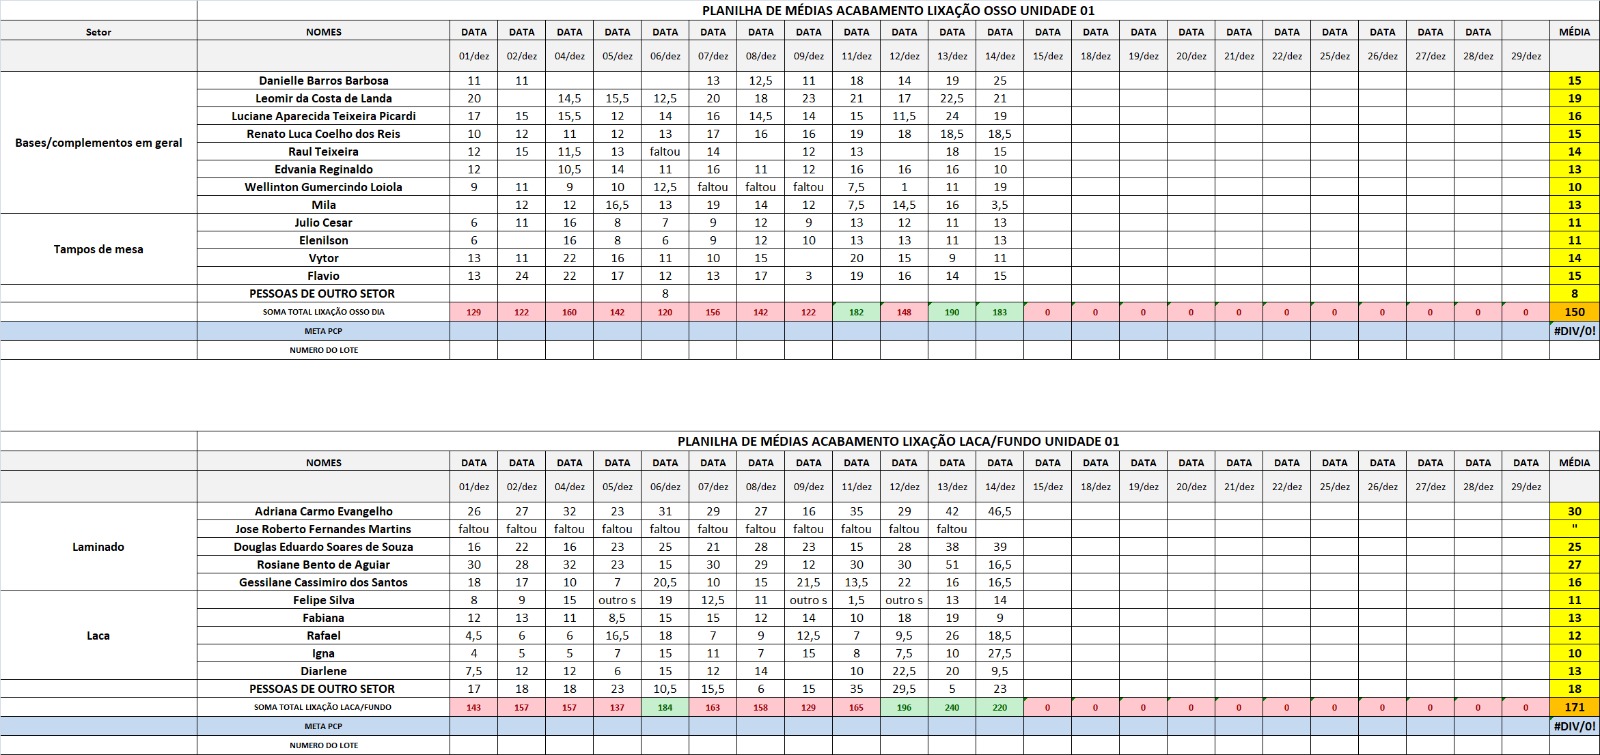 PLANILHA DE MÉDIAS ACABAMENTO LIXAÇÃO OSSO UNIDADE 01
Setor NOMES DATA DATA DATA DATA DATA DATA DATA DATA DATA DATA DATA DATA DATA DATA DATA DATA DATA DATA DATA DATA DATA DATA MÉDIA
01/dez 02/dez 04/dez 05/dez 06/dez 07/dez 08/dez 09/dez 11/dez 12/dez 13/dez 14/dez 15/dez 18/dez 19/dez 20/dez 21/dez 22/dez 25/dez 26/dez 27/dez 28/dez 29/dez
Danielle Barros Barbosa 11 11 13 12,5 11 18 14 19 25 15
Leomir da Costa de Landa 20 14,5 15,5 12,5 20 18 23 21 17 22,5 21 19
Luciane Aparecida Teixeira Picardi 17 15 15,5 12 14 16 14,5 14 15 11,5 24 19 16
Bases/complementos em geral Renato Luca Coelho dos Reis 10 12 11 12 13 17 16 16 19 18 18,5 18,5 15
Raul Teixeira 12 15 11,5 13 faltou 14 12 13 18 15 14
Edvania Reginaldo 12 10,5 14 11 16 11 12 16 16 16 10 13
Wellinton Gumercindo Loiola 9 11 9 10 12,5 faltou faltou faltou 7,5 1 11 19 10
Mila 12 12 16,5 13 19 14 12 7,5 14,5 16 3,5 13
Julio Cesar 6 11 16 8 7 9 12 9 13 12 11 13 11
Elenilson 6 16 8 6 9 12 10 13 13 11 13 11
Tampos de mesa Vytor 13 11 22 16 11 10 15 20 15 9 11 14
Flavio 13 24 22 17 12 13 17 3 19 16 14 15 15
PESSOAS DE OUTRO SETOR 8 8
SOMA TOTAL LIXAÇÃO OSSO DIA 129 122 160 142 120 156 142 122 182 148 190 183 0 0 0 0 0 0 0 0 0 0 0 150
META PCP #DIV/0!
NUMERO DO LOTE
PLANILHA DE MÉDIAS ACABAMENTO LIXAÇÃO LACA/FUNDO UNIDADE 01
NOMES DATA DATA DATA DATA DATA DATA DATA DATA DATA DATA DATA DATA DATA DATA DATA DATA DATA DATA DATA DATA DATA DATA DATA MÉDIA
01/dez 02/dez 04/dez 05/dez 06/dez 07/dez 08/dez 09/dez 11/dez 12/dez 13/dez 14/dez 15/dez 18/dez 19/dez 20/dez 21/dez 22/dez 25/dez 26/dez 27/dez 28/dez 29/dez
Adriana Carmo Evangelho 26 27 32 23 31 29 27 16 35 29 42 46,5 30
Jose Roberto Fernandes Martins faltou faltou faltou faltou faltou faltou faltou faltou faltou faltou faltou "
Laminado Douglas Eduardo Soares de Souza 16 22 16 23 25 21 28 23 15 28 38 39 25
Rosiane Bento de Aguiar 30 28 32 23 15 30 29 12 30 30 51 16,5 27
Gessilane Cassimiro dos Santos 18 17 10 7 20,5 10 15 21,5 13,5 22 16 16,5 16
Felipe Silva 8 9 15 outro s 19 12,5 11 outro s 1,5 outro s 13 14 11
Fabiana 12 13 11 8,5 15 15 12 14 10 18 19 9 13
Laca Rafael 4,5 6 6 16,5 18 7 9 12,5 7 9,5 26 18,5 12
Igna 4 5 5 7 15 11 7 15 8 7,5 10 27,5 10
Diarlene 7,5 12 12 6 15 12 14 10 22,5 20 9,5 13
PESSOAS DE OUTRO SETOR 17 18 18 23 10,5 15,5 6 15 35 29,5 5 23 18
SOMA TOTAL LIXAÇÃO LACA/FUNDO 143 157 157 137 184 163 158 129 165 196 240 220 0 0 0 0 0 0 0 0 0 0 0 171
META PCP #DIV/0!
NUMERO DO LOTE